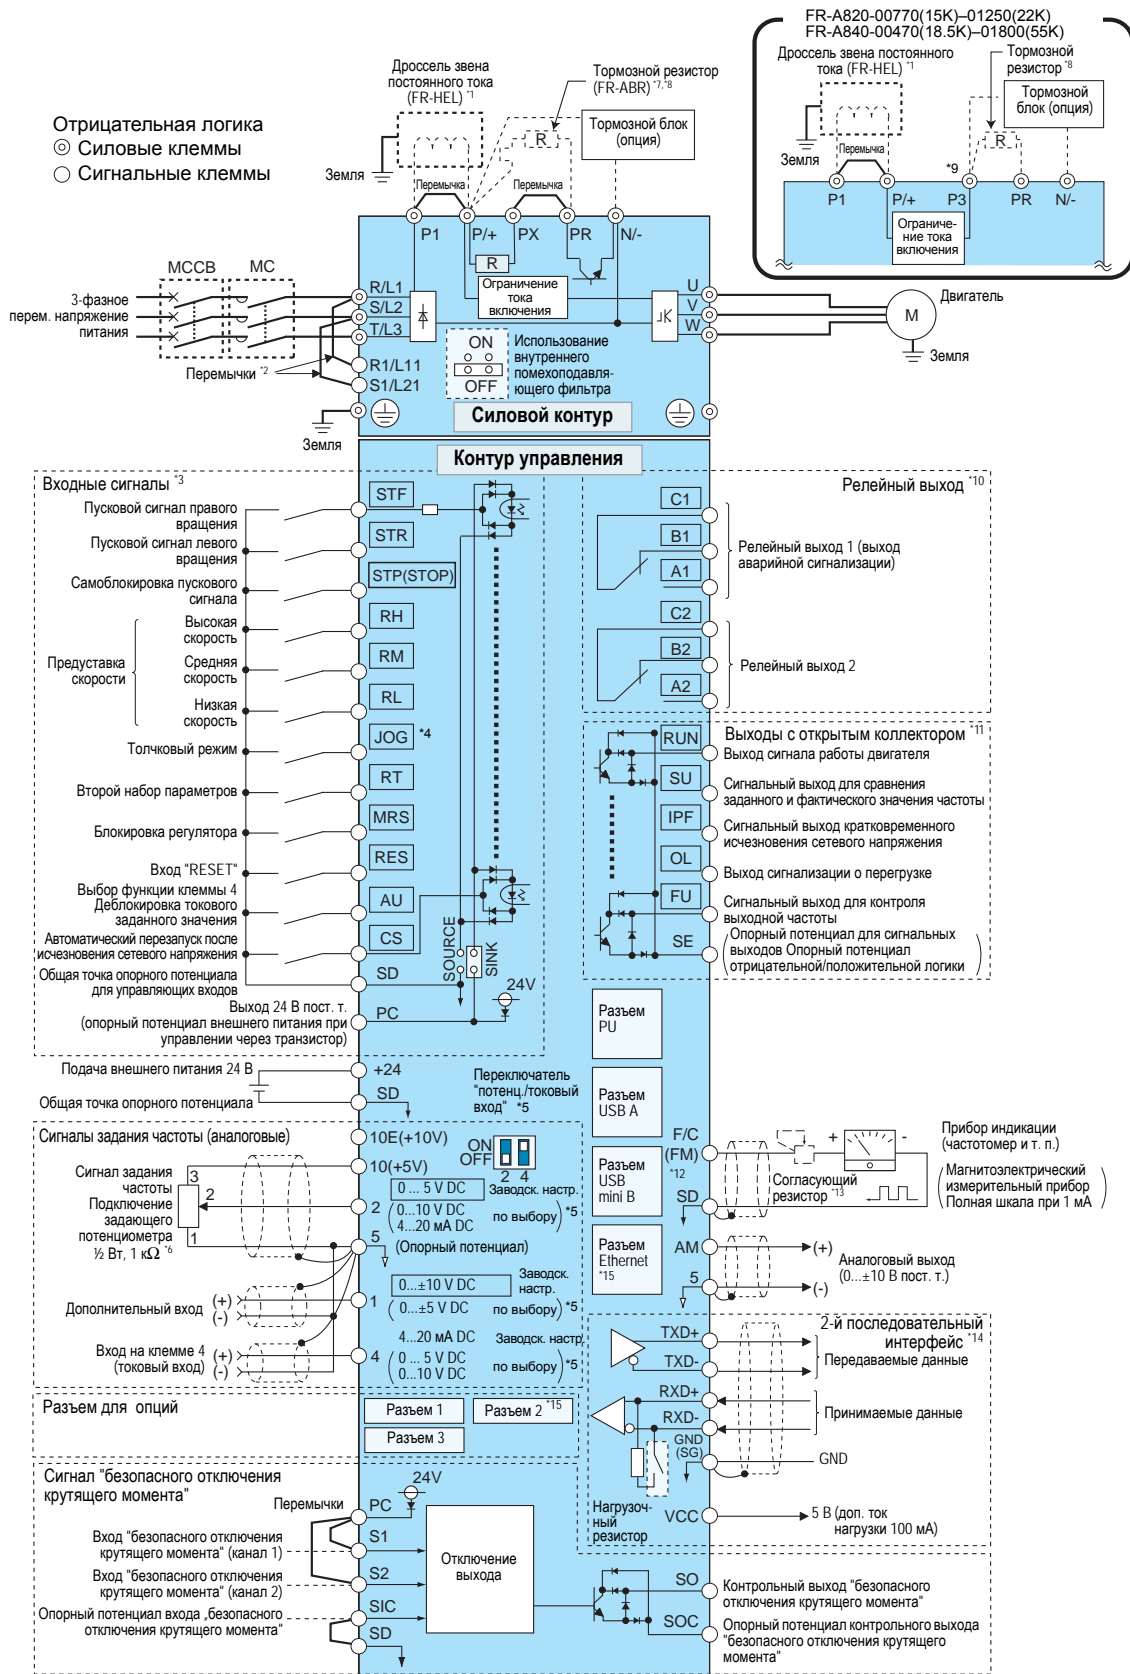 FR-A820-00770(15K)–01250(22K)
FR-A840-00470(18.5K)–01800(55K)
Дроссель звена постоянного
тока (FR-HEL) *1
Тормозной
резистор *8
Тормозной
блок (опция)
R
Земля
Перемычка
*9
P1
P/+
P3
PR
N/-
Ограниче-
ние тока
включения
Дроссель звена
постоянного тока
(FR-HEL) *1
Тормозной резистор
(FR-ABR) *7,*8
Тормозной блок
(опция)
R
Отрицательная логика
Силовые клеммы
Сигнальные клеммы
Земля
Перемычка
Перемычка
P1
P/+
PX
PR
N/-
R
MCCB
MC
3-фазное
перем. напряжение
питания
R/L1
S/L2
T/L3
Ограничение
тока
включения
U
V
W
Двигатель
M
Земля
Перемычки *2
R1/L11
S1/L21
ON
OFF
Использование
внутреннего
помехоподавля-
ющего фильтра
Земля
Силовой контур
Контур управления
Входные сигналы *3
Пусковой сигнал правого
вращения
STF
Пусковой сигнал левого
вращения
STR
Самоблокировка пускового
сигнала
STP(STOP)
Предуставка
скорости
Высокая
скорость
RH
Средняя
скорость
RM
Низкая
скорость
RL
Толчковый режим
JOG *4
Второй набор параметров
RT
Блокировка регулятора
MRS
Вход "RESET"
RES
Выбор функции клеммы 4
Деблокировка токового
заданного значения
AU
Автоматический перезапуск после
исчезновения сетевого напряжения
CS
Общая точка опорного потенциала
для управляющих входов
SD
SOURCE
SINK
24V
Выход 24 В пост. т.
(опорный потенциал внешнего питания при
управлении через транзистор)
PC
Релейный выход *10
C1
B1
A1
Релейный выход 1 (выход
аварийной сигнализации)
C2
B2
A2
Релейный выход 2
Выходы с открытым коллектором *11
RUN
Выход сигнала работы двигателя
SU
Сигнальный выход для сравнения
заданного и фактического значения частоты
IPF
Сигнальный выход кратковременного
исчезновения сетевого напряжения
OL
Выход сигнализации о перегрузке
FU
Сигнальный выход для контроля
выходной частоты
SE
(Опорный потенциал для сигнальных
выходов Опорный потенциал
отрицательной/положительной логики)
Подача внешнего питания 24 В
+24
Общая точка опорного потенциала
SD
Переключатель
"потенц./токовый
вход" *5
Разъем
PU
Разъем
USB A
Разъем
USB
mini B
Разъем
Ethernet
*15
Сигналы задания частоты (аналоговые)
10E(+10V)
ON
OFF
2 4
Сигнал задания
частоты
Подключение
задающего
потенциометра
½ Вт, 1 кΩ *6
3
2
1
10(+5V)
0 ... 5 V DC
Заводск. настр.
2
(0...10 V DC
4...20 мА DC
по выбору) *5
5
(Опорный потенциал)
Дополнительный вход
(+)
(-)
1
0...±10 V DC
Заводск.
настр.
(0...±5 V DC
по выбору) *5
Вход на клемме 4
(токовый вход)
(+)
(-)
4
4...20 мА DC
Заводск. настр
(0 ... 5 V DC
0...10 V DC
по выбору) *5
F/C
(FM)
*12
SD
+
-
Согласующий
резистор *13
Прибор индикации
(частотомер и т. п.)
(Магнитоэлектрический
измерительный прибор
Полная шкала при 1 мА)
AM
(+)
5
(-)
Аналоговый выход
(0...±10 В пост. т.)
2-й последовательный
интерфейс *14
TXD+
TXD-
Передаваемые данные
RXD+
RXD-
Принимаемые данные
GND
(SG)
GND
Нагрузоч-
ный
резистор
VCC
5 В (доп. ток
нагрузки 100 мА)
Разъем для опций
Разъем 1
Разъем 2 *15
Разъем 3
Сигнал "безопасного отключения
крутящего момента"
Перемычки
24V
PC
Вход "безопасного отключения
крутящего момента" (канал 1)
S1
Вход "безопасного отключения
крутящего момента" (канал 2)
S2
Опорный потенциал входа „безопасного
отключения крутящего момента"
SIC
SD
Отключение
выхода
SO
Контрольный выход "безопасного
отключения крутящего момента"
SOC
Опорный потенциал контрольного выхода
"безопасного отключения крутящего
момента"